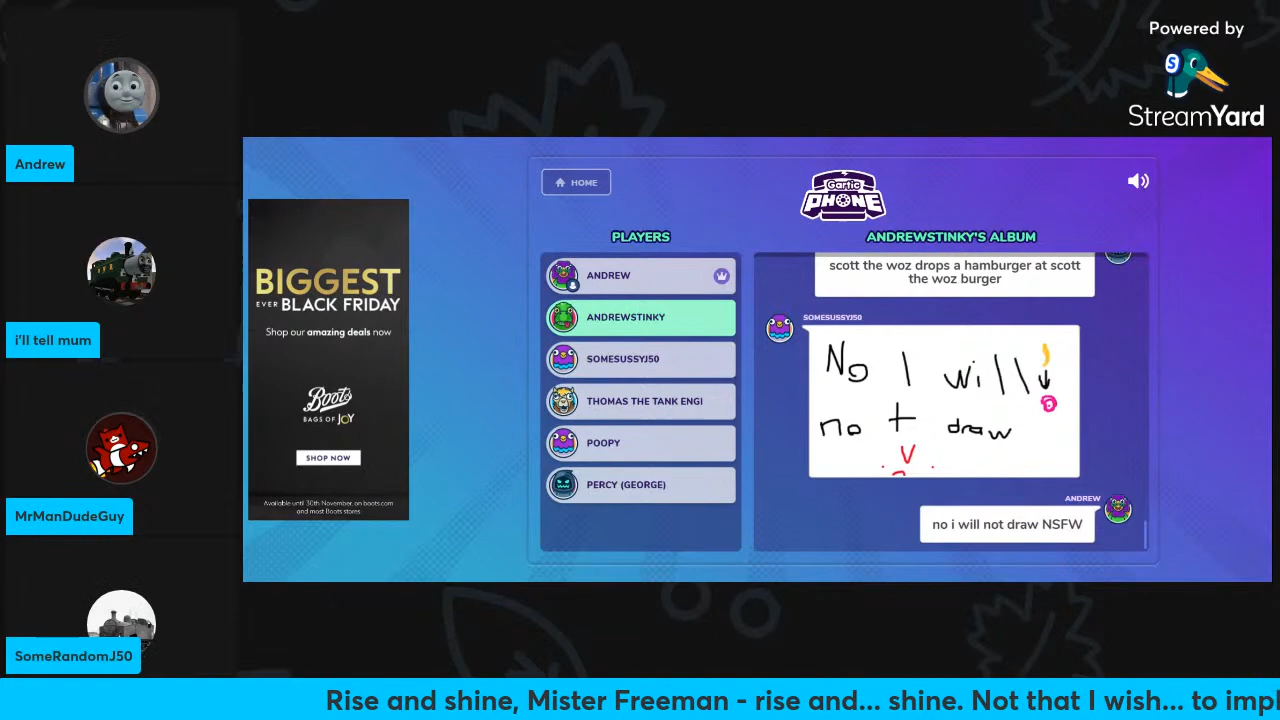 Powered by
StreamYard
Andrew
i'll tell mum
MrManDudeGuy
SomeRandomJ50
BIGGEST
EVER BLACK FRIDAY
Shop our amazing deals now
Boots
BAGS OF JOY
SHOP NOW
Available until 30th November, on boots.com
and most Boots stores.
HOME
Gartic
PHONE
PLAYERS
ANDREW
ANDREWSTINKY
SOMESUSSYJ50
THOMAS THE TANK ENGI
POOPY
PERCY (GEORGE)
ANDREWSTINKY'S ALBUM
scott the woz drops a hamburger at scott
the woz burger
SOMESUSSYJ50
No I will
not draw
ANDREW
no i will not draw NSFW
Rise and shine, Mister Freeman - rise and... shine. Not that I wish... to impl